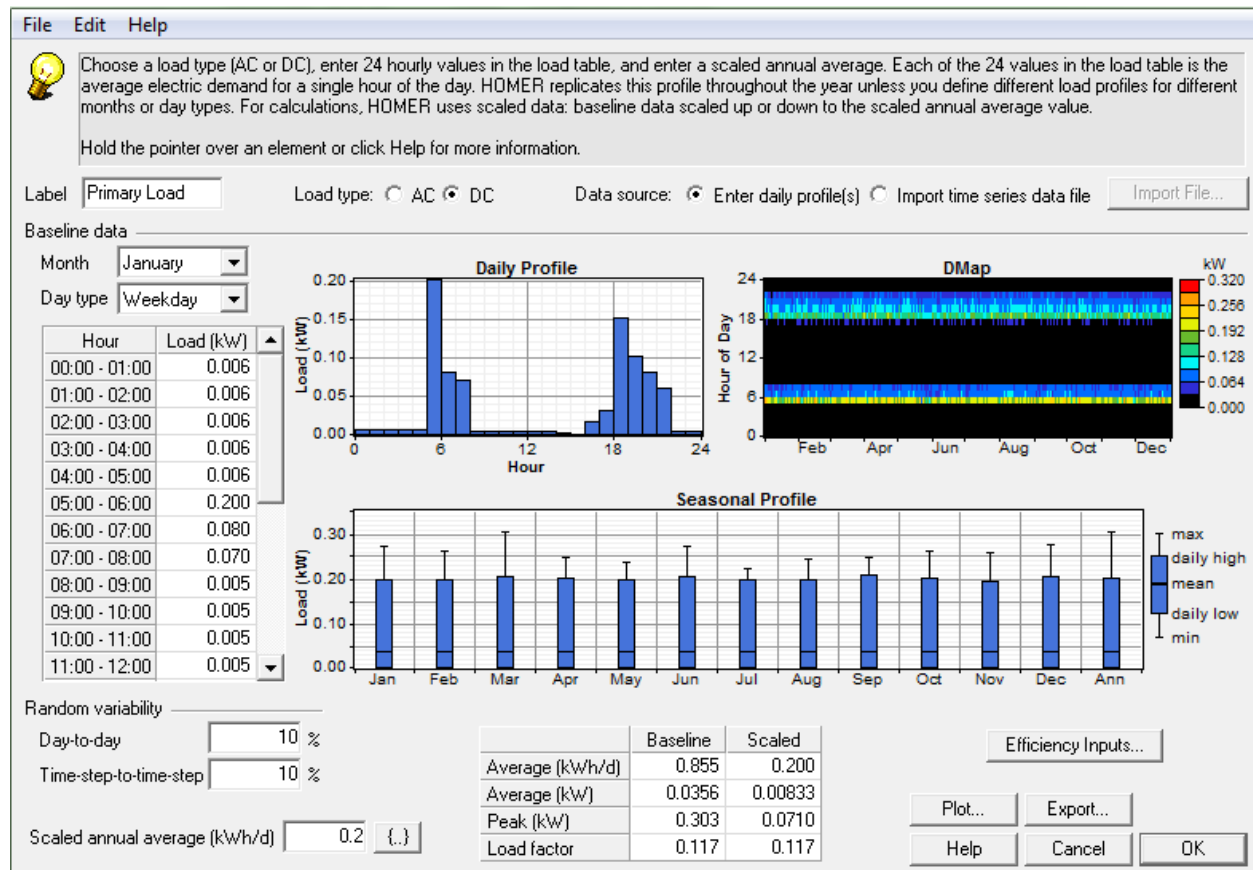 File Edit Help
Choose a load type (AC or DC), enter 24 hourly values in the load table, and enter a scaled annual average. Each of the 24 values in the load table is the
average electric demand for a single hour of the day. HOMER replicates this profile throughout the year unless you define different load profiles for different
months or day types. For calculations, HOMER uses scaled data: baseline data scaled up or down to the scaled annual average value.
Hold the pointer over an element or click Help for more information.
Label Primary Load Load type: AC DC Data source: Enter daily profile(s) Import time series data file Import File...
Baseline data
Month January
Day type Weekday
Hour Load (kW)
00:00 - 01:00 0.006
01:00 - 02:00 0.006
02:00 - 03:00 0.006
03:00 - 04:00 0.006
04:00 - 05:00 0.006
05:00 - 06:00 0.200
06:00 - 07:00 0.080
07:00 - 08:00 0.070
08:00 - 09:00 0.005
09:00 - 10:00 0.005
10:00 - 11:00 0.005
11:00 - 12:00 0.005
Daily Profile
Load (kW)
0.20
0.15
0.10
0.05
0.00
0 6 12 18 24
Hour
DMap
Hour of Day
24
18
12
6
0
Feb Apr Jun Aug Oct Dec
kW
0.320
0.256
0.192
0.128
0.064
0.000
Seasonal Profile
Load (kW)
0.30
0.20
0.10
0.00
Jan Feb Mar Apr May Jun Jul Aug Sep Oct Nov Dec Ann
max
daily high
mean
daily low
min
Random variability
Day-to-day 10 %
Time-step-to-time-step 10 %
Scaled annual average (kWh/d) 0.2 {..}
Baseline Scaled
Average (kWh/d) 0.855 0.200
Average (kW) 0.0356 0.00833
Peak (kW) 0.303 0.0710
Load factor 0.117 0.117
Efficiency Inputs...
Plot... Export...
Help Cancel OK